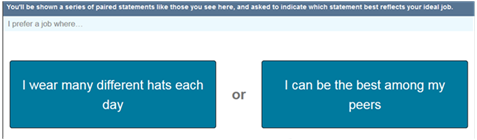 You'll be shown a series of paired statements like those you see here, and asked to indicate which statement best reflects your ideal job.
I prefer a job where...
I wear many different hats each
day
or
I can be the best among my
peers